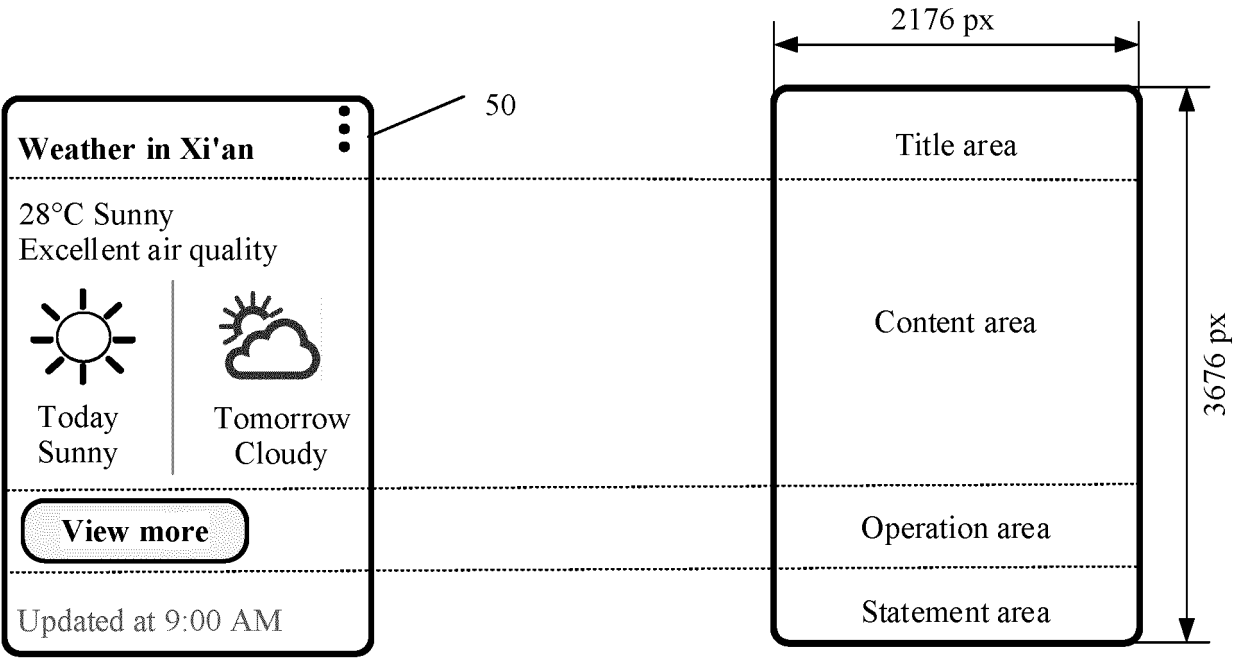 Weather in Xi'an
50
28°C Sunny
Excellent air quality
Today
Sunny
Tomorrow
Cloudy
View more
Updated at 9:00 AM
2176 px
Title area
Content area
3676 px
Operation area
Statement area